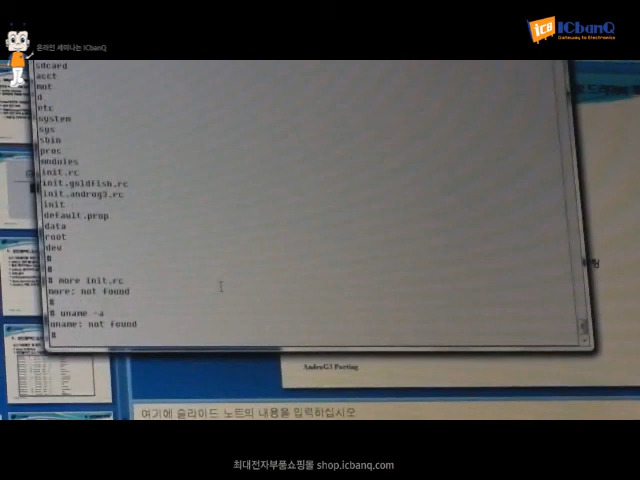 온라인 세미나는 ICbanQ
ICB
ICbanQ
Gateway to Electronics
sdcard
acct
mnt
d
etc
system
sys
sbin
proc
modules
init.rc
init.goldfish.rc
init.androg3.rc
init
default.prop
data
root
dev
#
#
# more init.rc
more: not found
#
# uname -a
uname: not found
#
AndroG3 Porting
여기에 슬라이드 노트의 내용을 입력하십시오
최대전자부품쇼핑몰 shop.icbanq.com